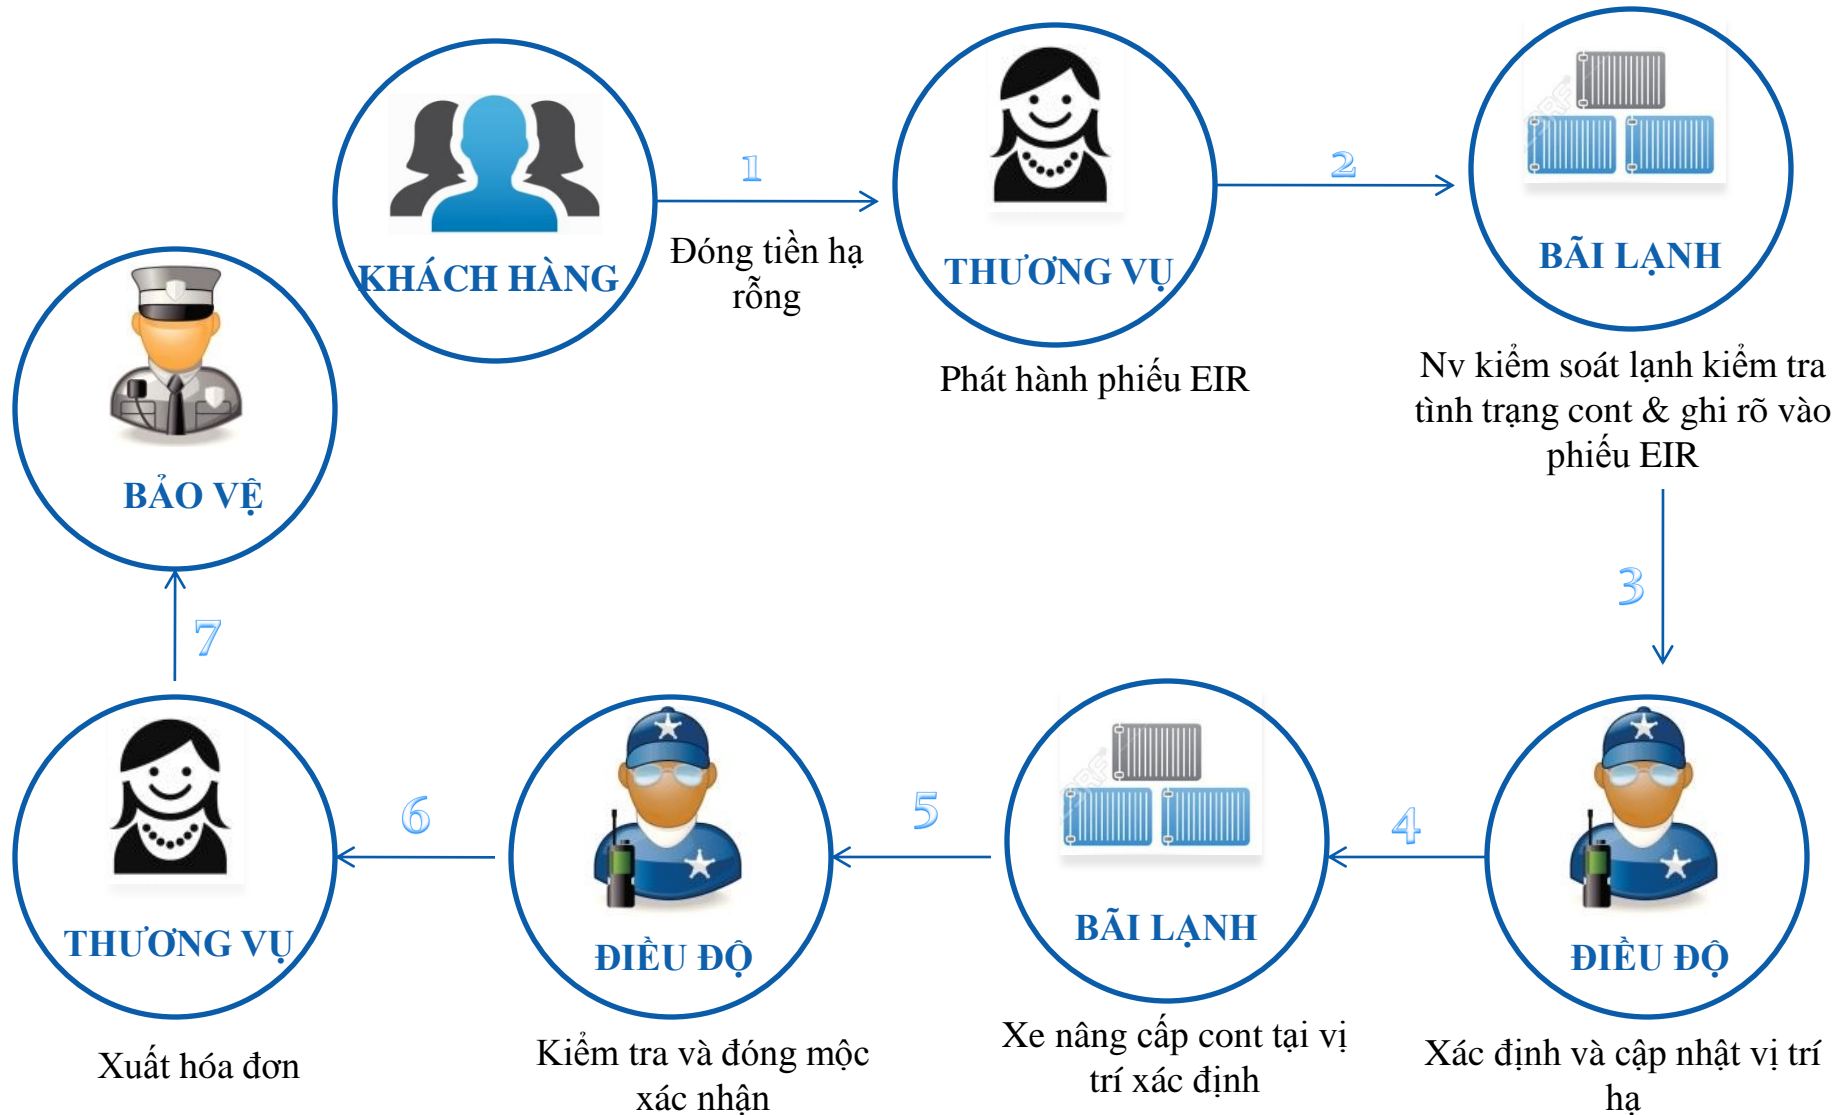 KHÁCH HÀNG
1
Đóng tiền hạ
rỗng
THƯƠNG VỤ
Phát hành phiếu EIR
2
BÃI LẠNH
Nv kiểm soát lạnh kiểm tra
tình trạng cont & ghi rõ vào
phiếu EIR
3
ĐIỀU ĐỘ
Xác định và cập nhật vị trí
hạ
4
BÃI LẠNH
Xe nâng cấp cont tại vị
trí xác định
5
ĐIỀU ĐỘ
Kiểm tra và đóng mộc
xác nhận
6
THƯƠNG VỤ
Xuất hóa đơn
7
BẢO VỆ